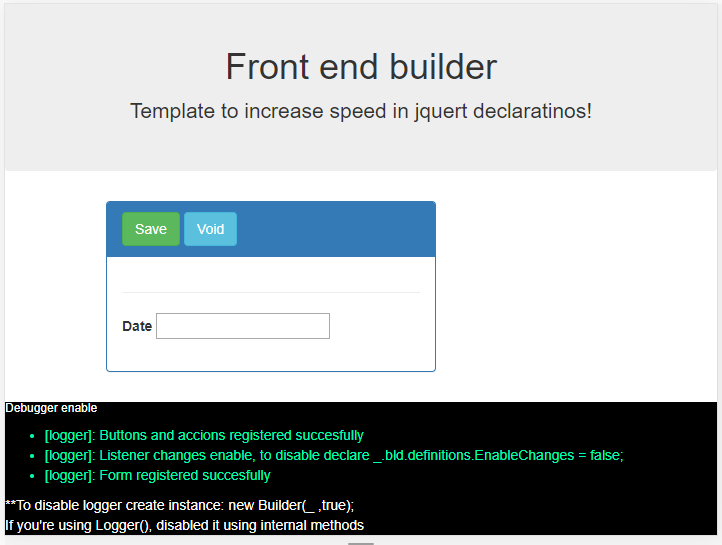 Front end builder
Template to increase speed in jquert declaratinos!
Save Void
Date
Debugger enable
[logger]: Buttons and accions registered succesfully
[logger]: Listener changes enable, to disable declare _.bld.definitions.EnableChanges = false;
[logger]: Form registered succesfully
**To disable logger create instance: new Builder(_ ,true);
If you're using Logger(), disabled it using internal methods